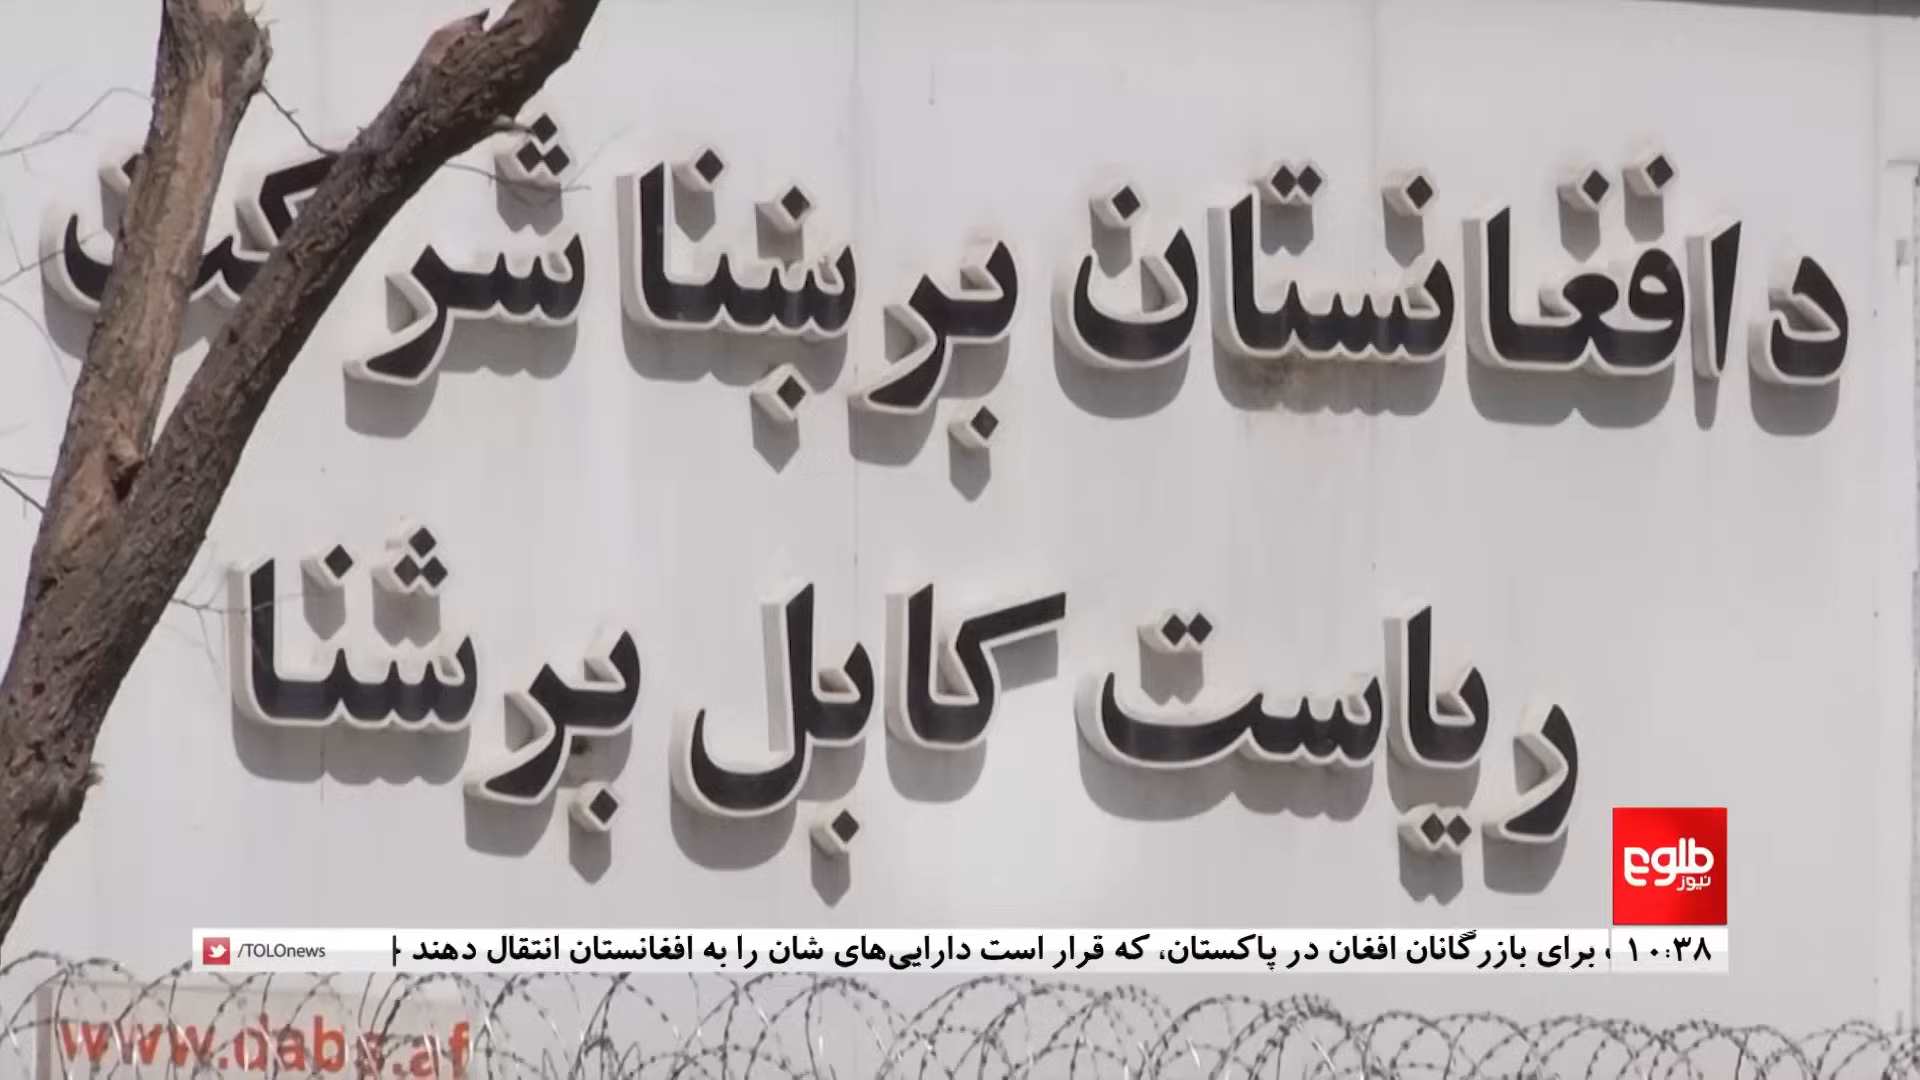 د افغانستان برښنا شرکت
ریاست کابل برشنا
طلوع
نیوز
۱۰:۳۸ برای بازرگانان افغان در پاکستان، که قرار است دارایی‌های شان را به افغانستان انتقال دهند
/TOLOnews
www.dabs.af